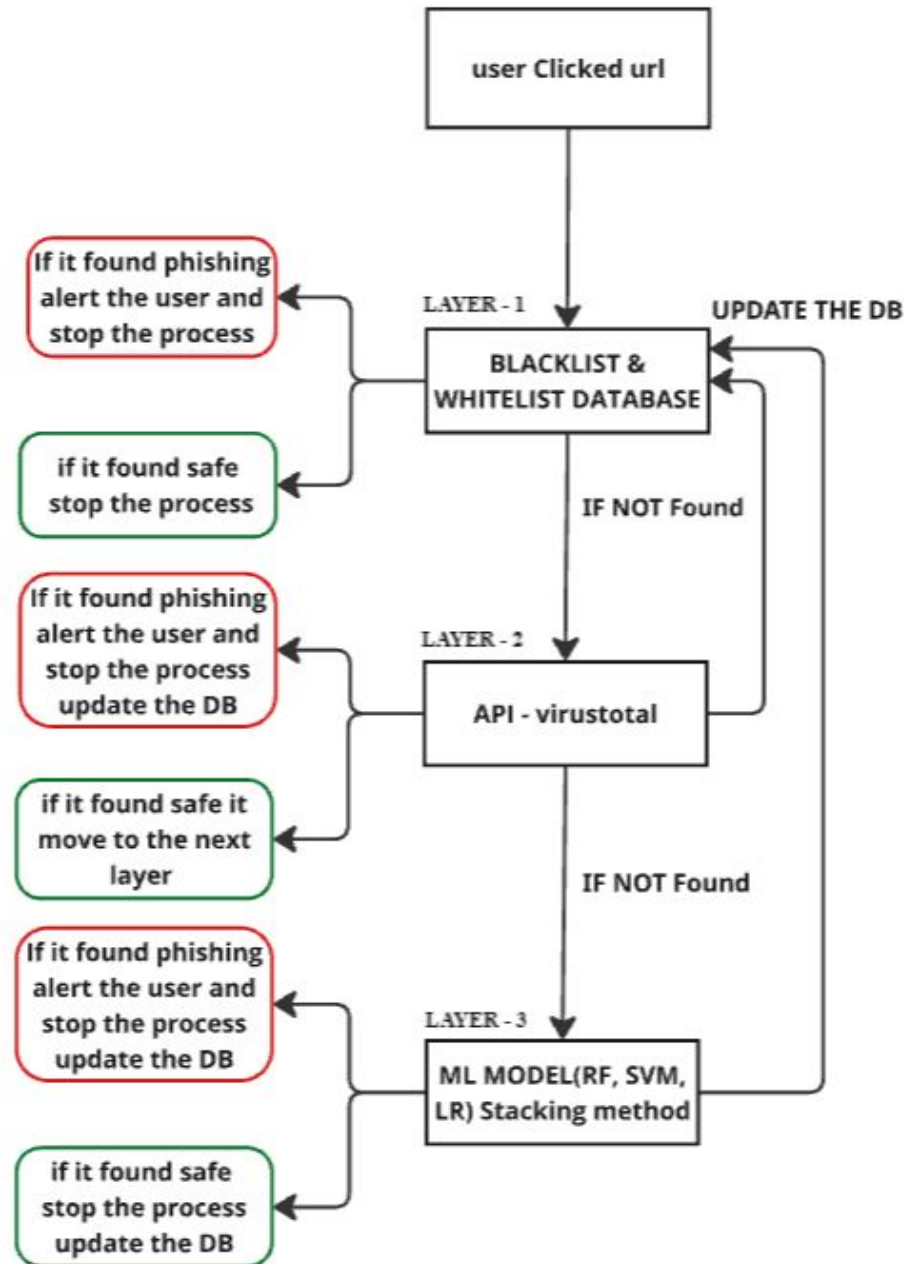 user Clicked url
If it found phishing
alert the user and
stop the process
LAYER - 1
UPDATE THE DB
BLACKLIST &
WHITELIST DATABASE
if it found safe
stop the process
IF NOT Found
If it found phishing
alert the user and
stop the process
update the DB
LAYER - 2
API - virustotal
if it found safe it
move to the next
layer
IF NOT Found
If it found phishing
alert the user and
stop the process
update the DB
LAYER - 3
ML MODEL(RF, SVM,
LR) Stacking method
if it found safe
stop the process
update the DB